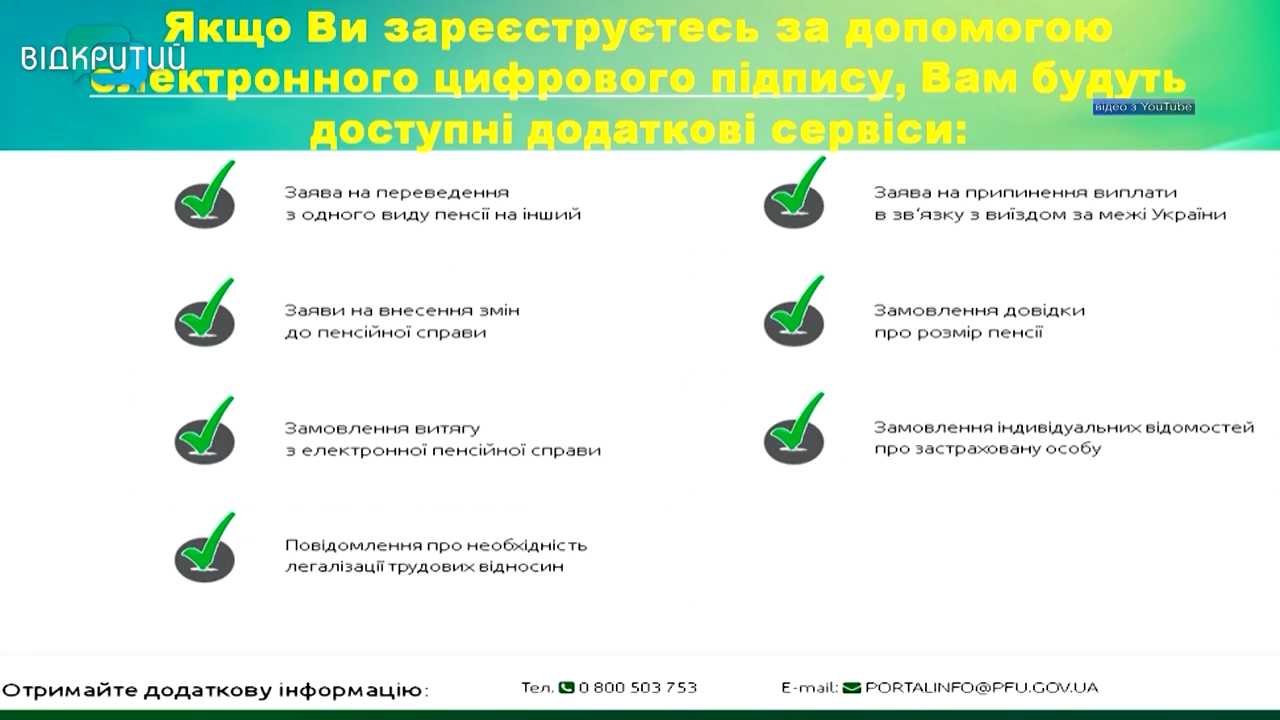 Якщо Ви зареєструєтесь за допомогою
ВІДКРИТИЙ
електронного цифрового підпису, Вам будуть
відео з YouTube
доступні додаткові сервіси:
Заява на переведення
з одного виду пенсії на інший
Заява на припинення виплати
в зв'язку з виїздом за межі України
Заяви на внесення змін
до пенсійної справи
Замовлення довідки
про розмір пенсії
Замовлення витягу
з електронної пенсійної справи
Замовлення індивідуальних відомостей
про застраховану особу
Повідомлення про необхідність
легалізації трудових відносин
Отримайте додаткову інформацію:
Тел. 0 800 503 753
E-mail: PORTALINFO@PFU.GOV.UA